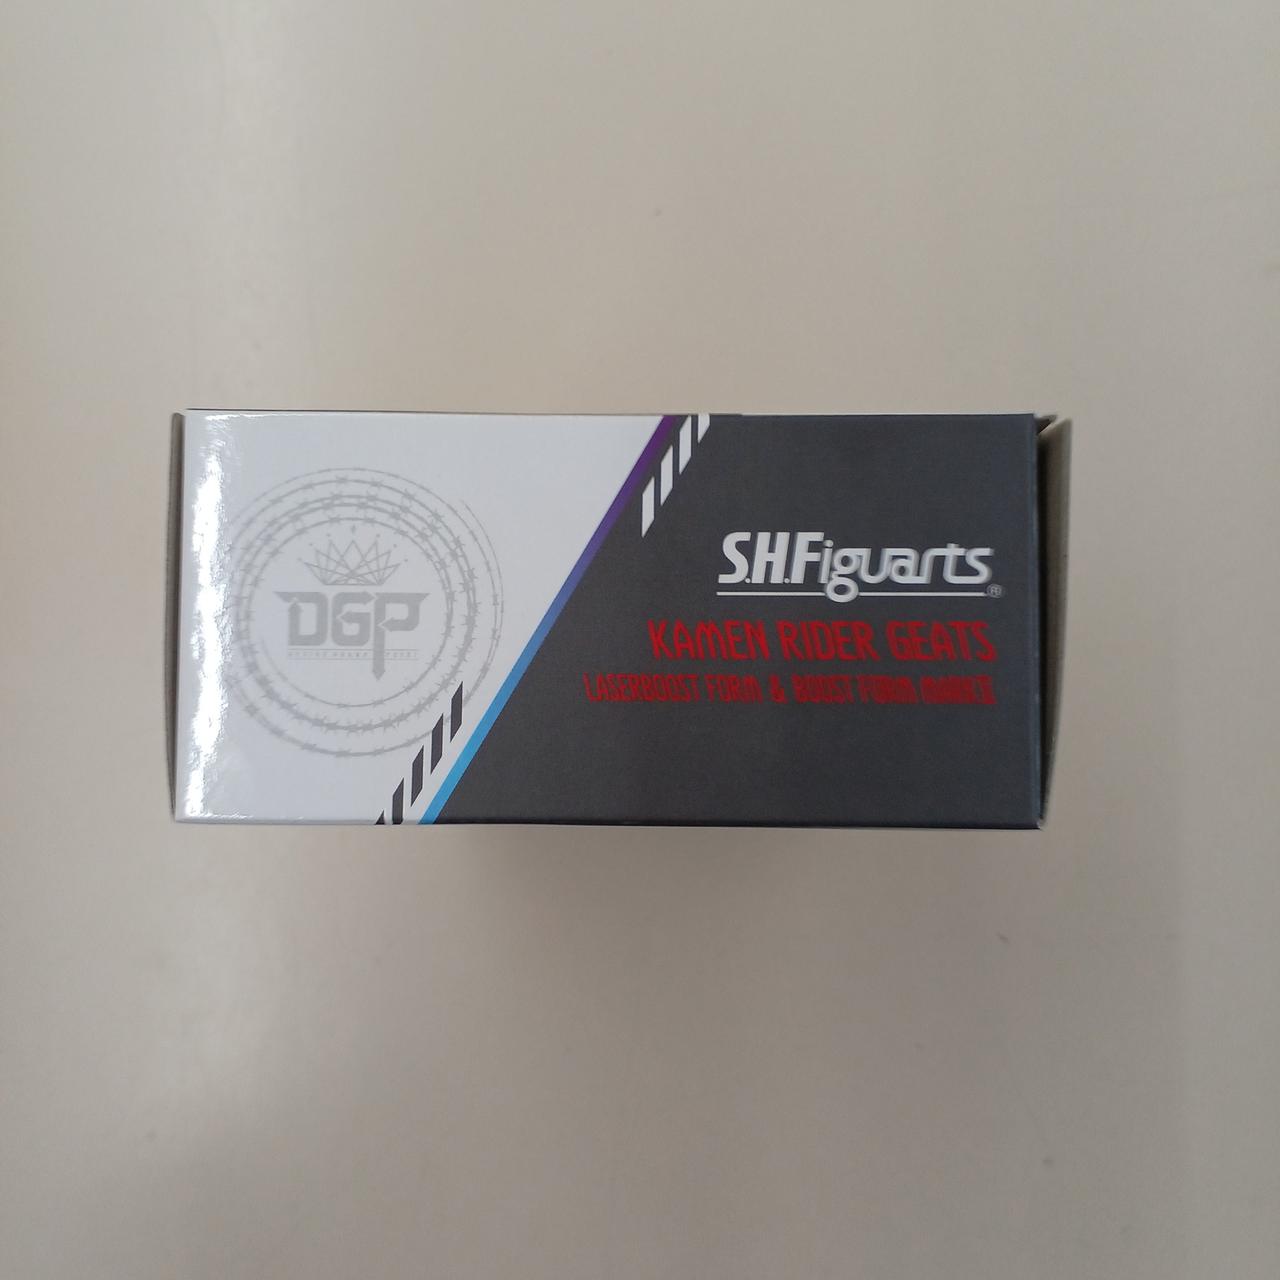 DGP
S.H.Figuarts®
KAMEN RIDER GEATS
LASERBOOST FORM & BOOST FORM MARKⅡ